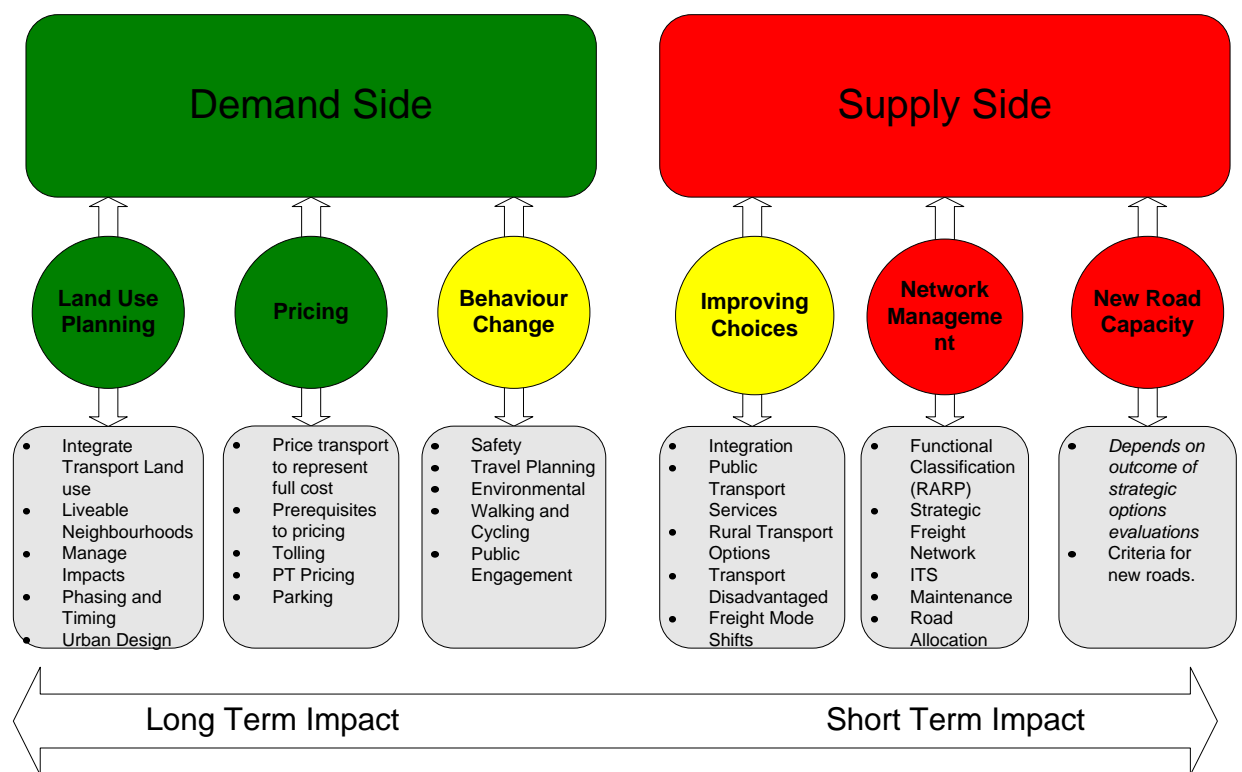 Demand Side
Supply Side
Land Use
Planning
Pricing
Behaviour
Change
Improving
Choices
Network
Manageme
nt
New Road
Capacity
• Integrate
Transport Land
use
• Liveable
Neighbourhoods
• Manage
Impacts
• Phasing and
Timing
• Urban Design
• Price transport
to represent
full cost
• Prerequisites
to pricing
• Tolling
• PT Pricing
• Parking
• Safety
• Travel Planning
• Environmental
• Walking and
Cycling
• Public
Engagement
• Integration
• Public
Transport
Services
• Rural Transport
Options
• Transport
Disadvantaged
• Freight Mode
Shifts
• Functional
Classification
(RARP)
• Strategic
Freight
Network
• ITS
• Maintenance
• Road
Allocation
• Depends on
outcome of
strategic
options
evaluations
• Criteria for
new roads.
Long Term Impact
Short Term Impact